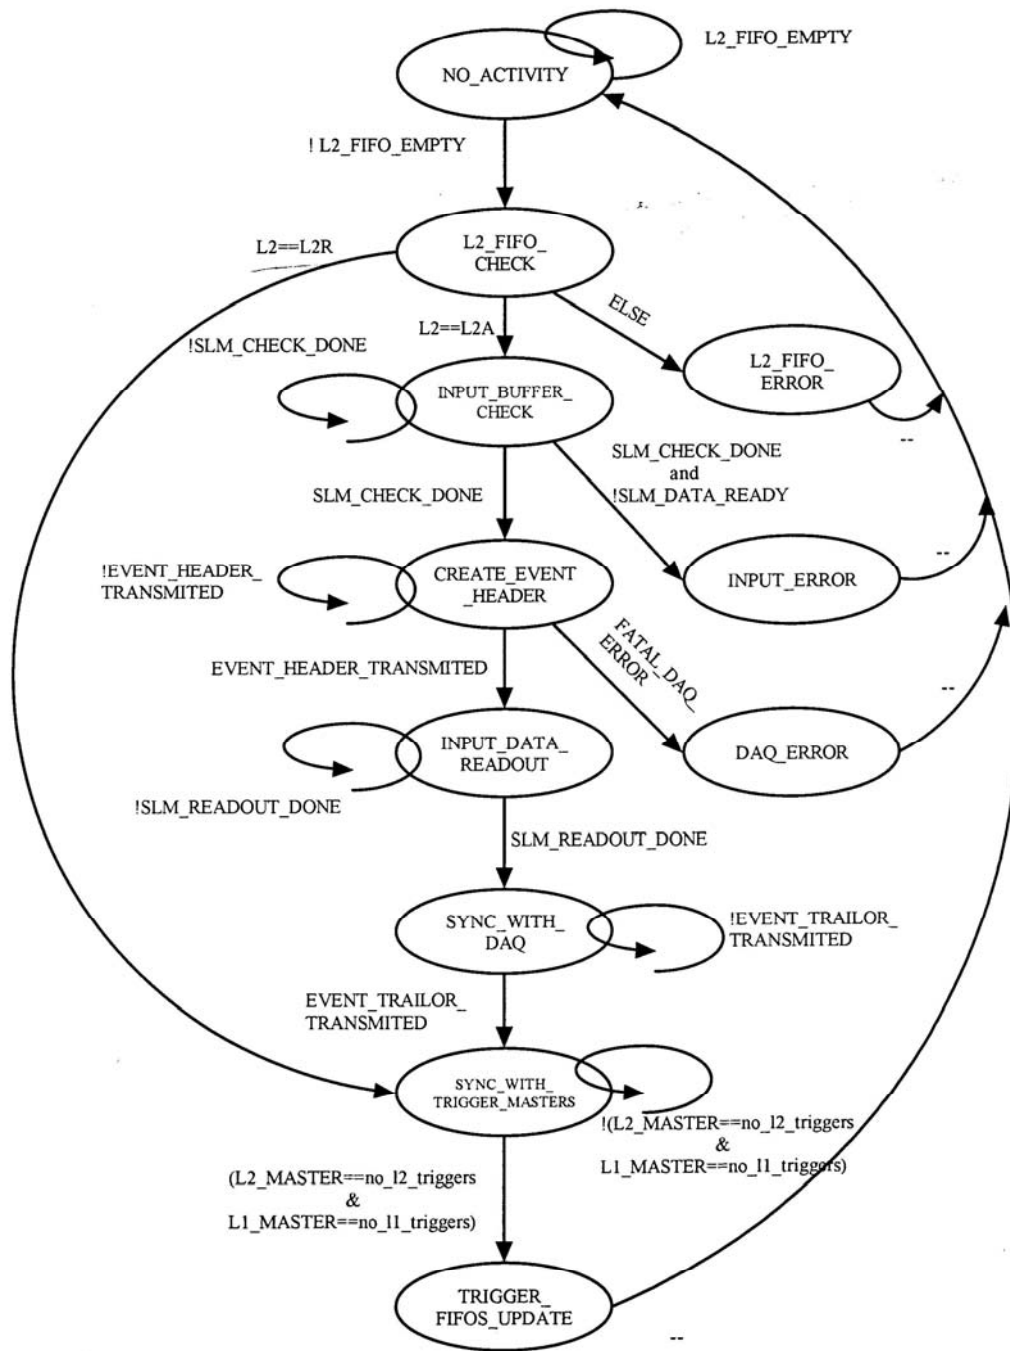 L2_FIFO_EMPTY
NO_ACTIVITY
! L2_FIFO_EMPTY
L2==L2R
L2_FIFO_
CHECK
ELSE
L2==L2A
!SLM_CHECK_DONE
L2_FIFO_
ERROR
--
INPUT_BUFFER_
CHECK
SLM_CHECK_DONE
and
!SLM_DATA_READY
SLM_CHECK_DONE
--
!EVENT_HEADER_
TRANSMITED
CREATE_EVENT
_HEADER
INPUT_ERROR
FATAL_DAQ_
ERROR
EVENT_HEADER_TRANSMITED
--
INPUT_DATA_
READOUT
DAQ_ERROR
!SLM_READOUT_DONE
SLM_READOUT_DONE
SYNC_WITH_
DAQ
!EVENT_TRAILOR_
TRANSMITED
EVENT_TRAILOR_
TRANSMITED
SYNC_WITH_
TRIGGER_MASTERS
!(L2_MASTER==no_l2_triggers
&
L1_MASTER==no_l1_triggers)
(L2_MASTER==no_l2_triggers
&
L1_MASTER==no_l1_triggers)
TRIGGER_
FIFOS_UPDATE
--